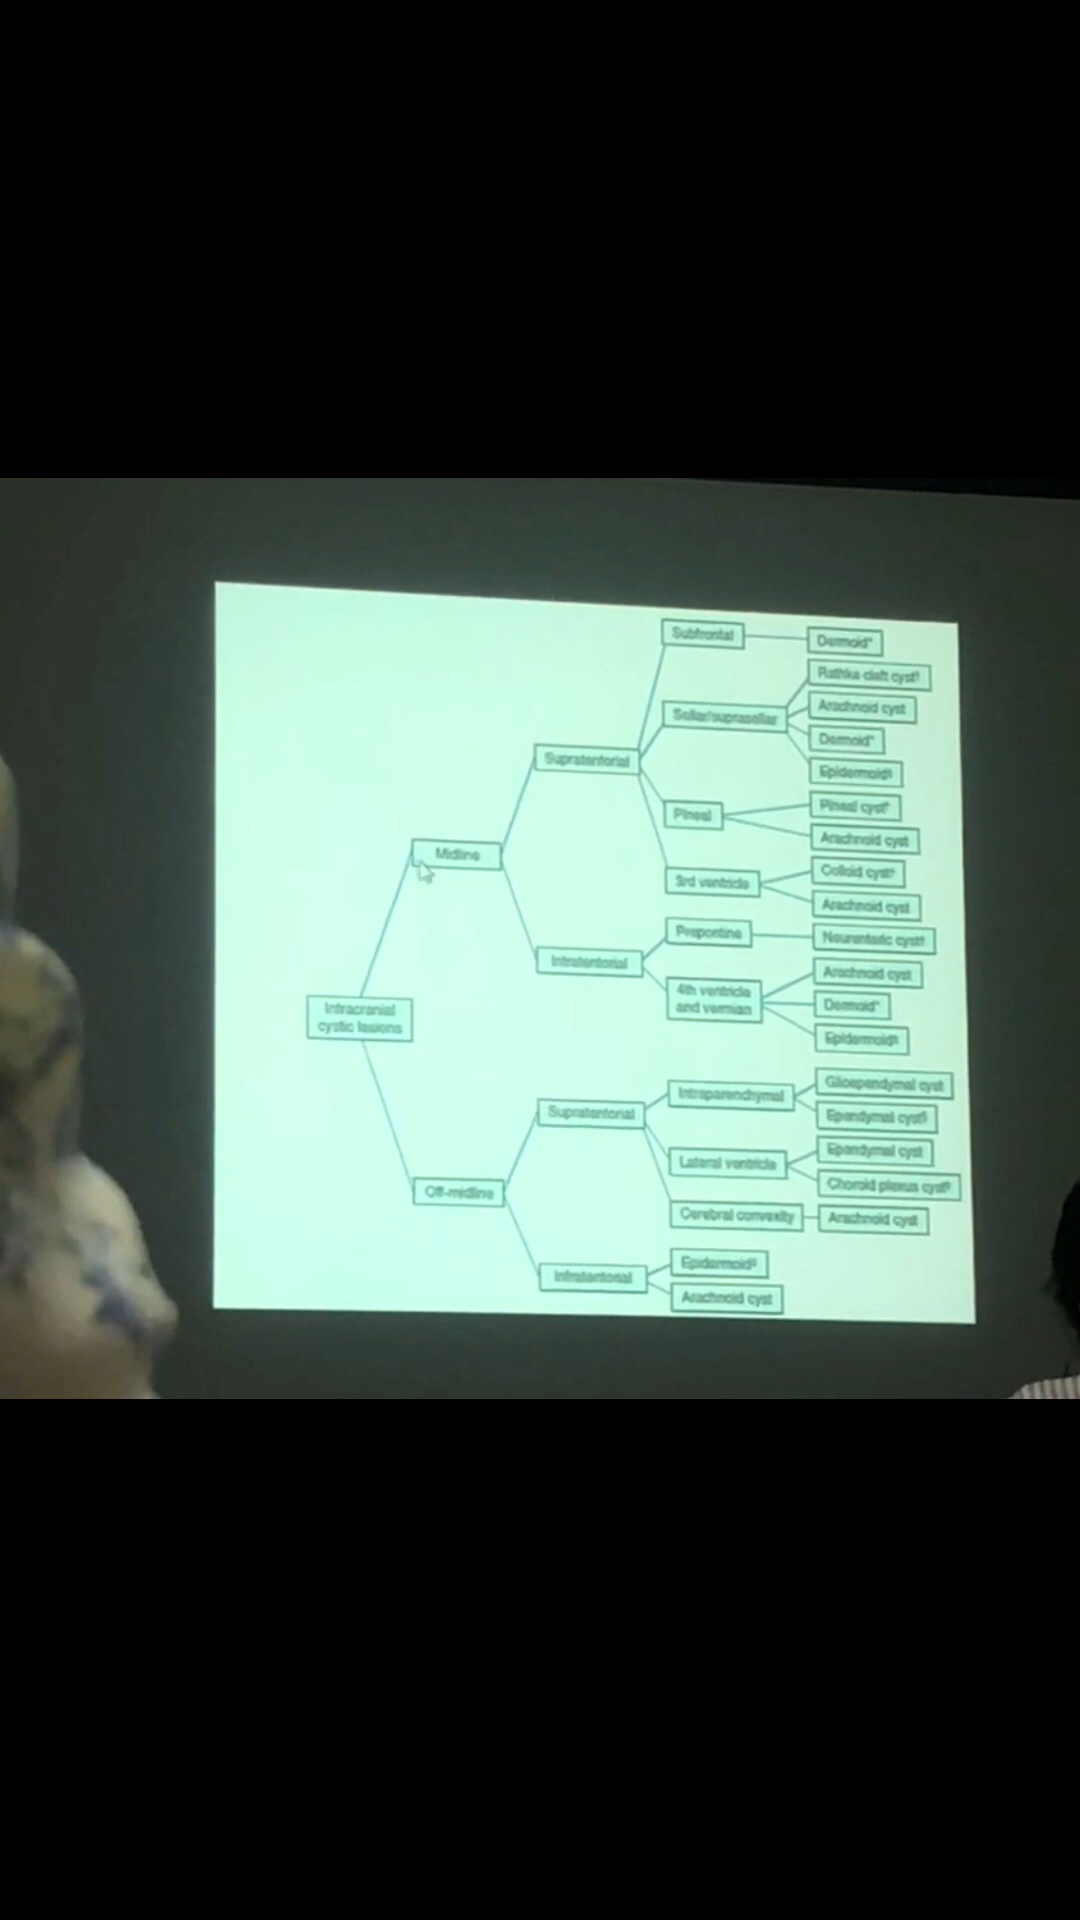 Subfrontal
Dermoid*
Rathke cleft cyst†
Sellar/suprasellar
Arachnoid cyst
Dermoid*
Supratentorial
Epidermoid
Pineal
Pineal cyst
Arachnoid cyst
Midline
3rd ventricle
Colloid cyst
Arachnoid cyst
Prepontine
Neurenteric cyst
Infratentorial
Arachnoid cyst
4th ventricle
and vermian
Dermoid*
Intracranial
cystic lesions
Epidermoid
Gloependymal cyst
Intraparenchymal
Supratentorial
Ependymal cyst
Ependymal cyst
Lateral ventricle
Choroid plexus cyst
Off-midline
Cerebral convexity
Arachnoid cyst
Epidermoid
Infratentorial
Arachnoid cyst